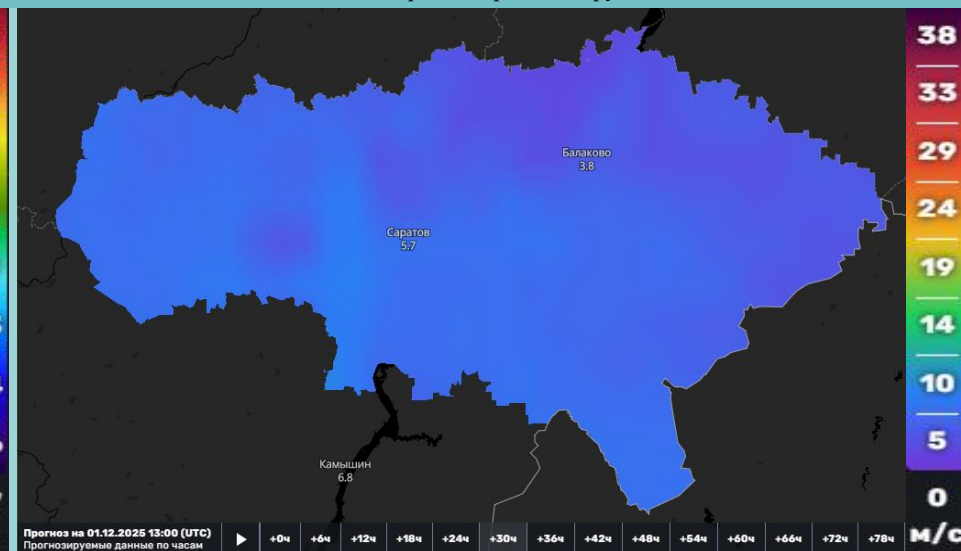 38
33
29
24
19
14
10
5
0
м/с
Балаково
3.8
Саратов
5.7
Камышин
6.8
Прогноз на 01.12.2025 13:00 (UTC)
Прогнозируемые данные по часам
+0ч +6ч +12ч +18ч +24ч +30ч +36ч +42ч +48ч +54ч +60ч +66ч +72ч +78ч